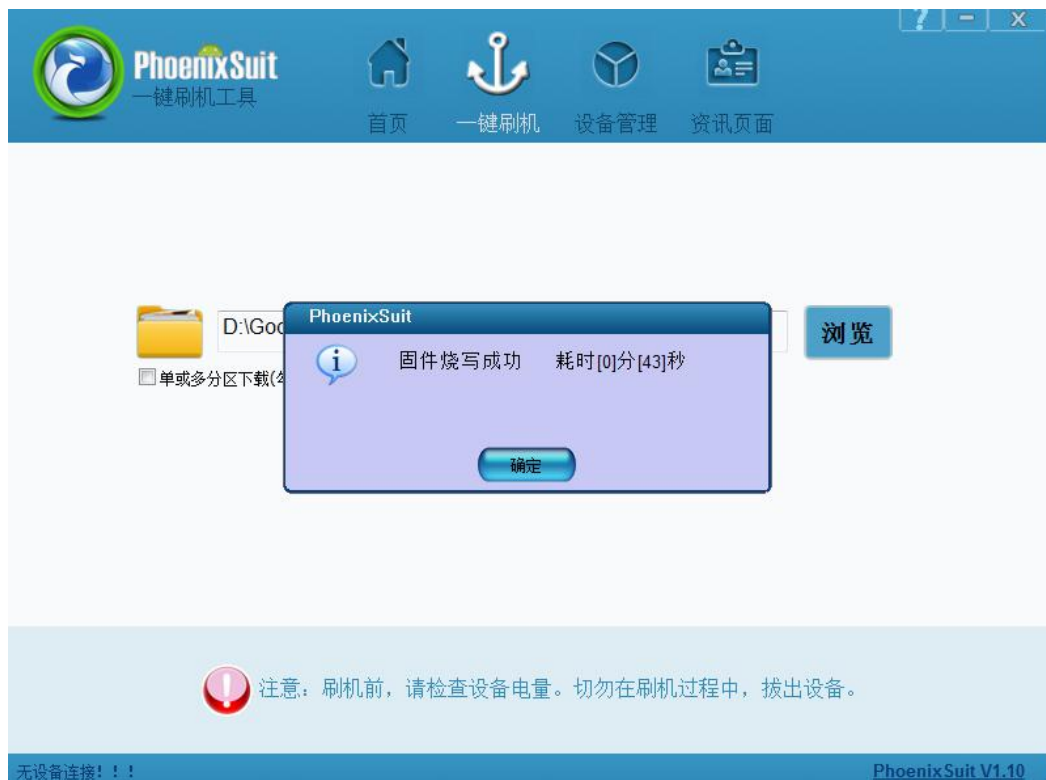 ? － X
PhoenixSuit
一键刷机工具
首页 一键刷机 设备管理 资讯页面
PhoenixSuit
D:\Goo
浏览
固件烧写成功 耗时[0]分[43]秒
单或多分区下载(
确定
注意：刷机前，请检查设备电量。切勿在刷机过程中，拔出设备。
无设备连接！！！
PhoenixSuit V1.10